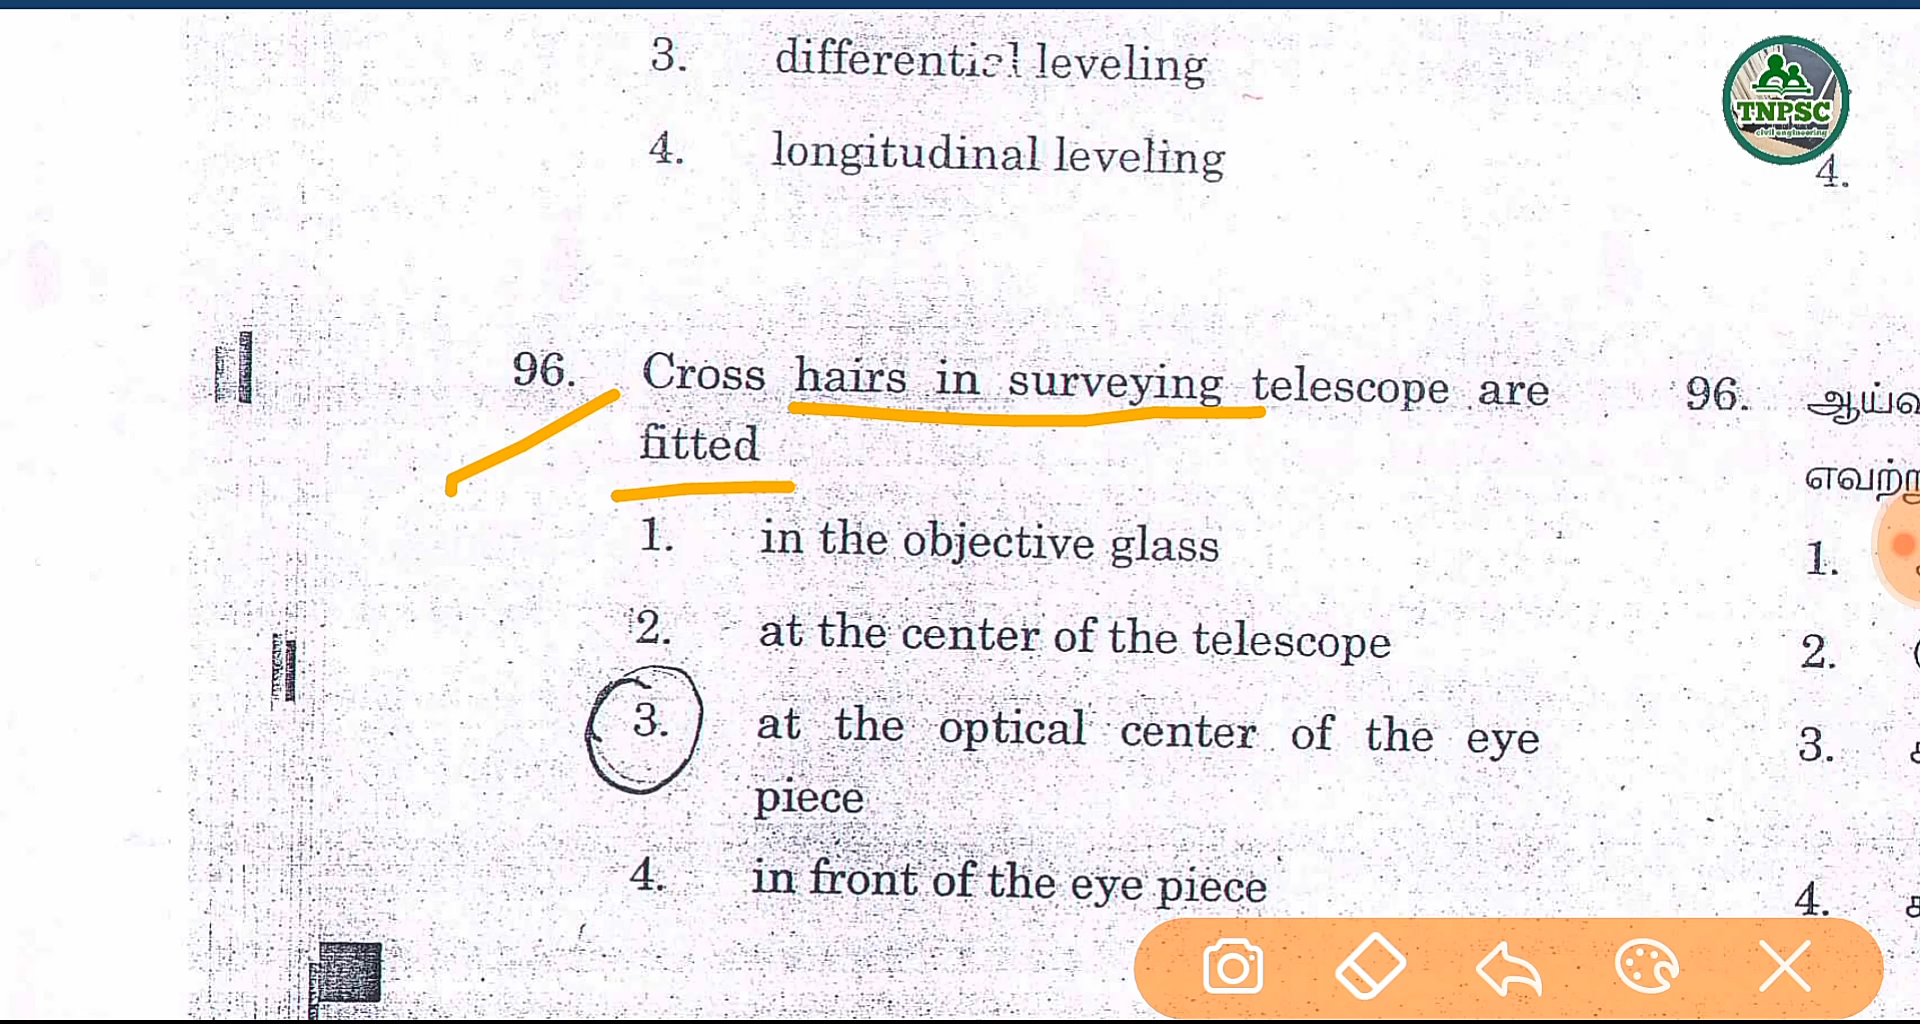 3. differential leveling
4. longitudinal leveling
TNPSC
civil engineering
4.
96. Cross hairs in surveying telescope are
fitted
1. in the objective glass
2. at the center of the telescope
3. at the optical center of the eye
piece
4. in front of the eye piece
96.
1.
2.
3.
4.